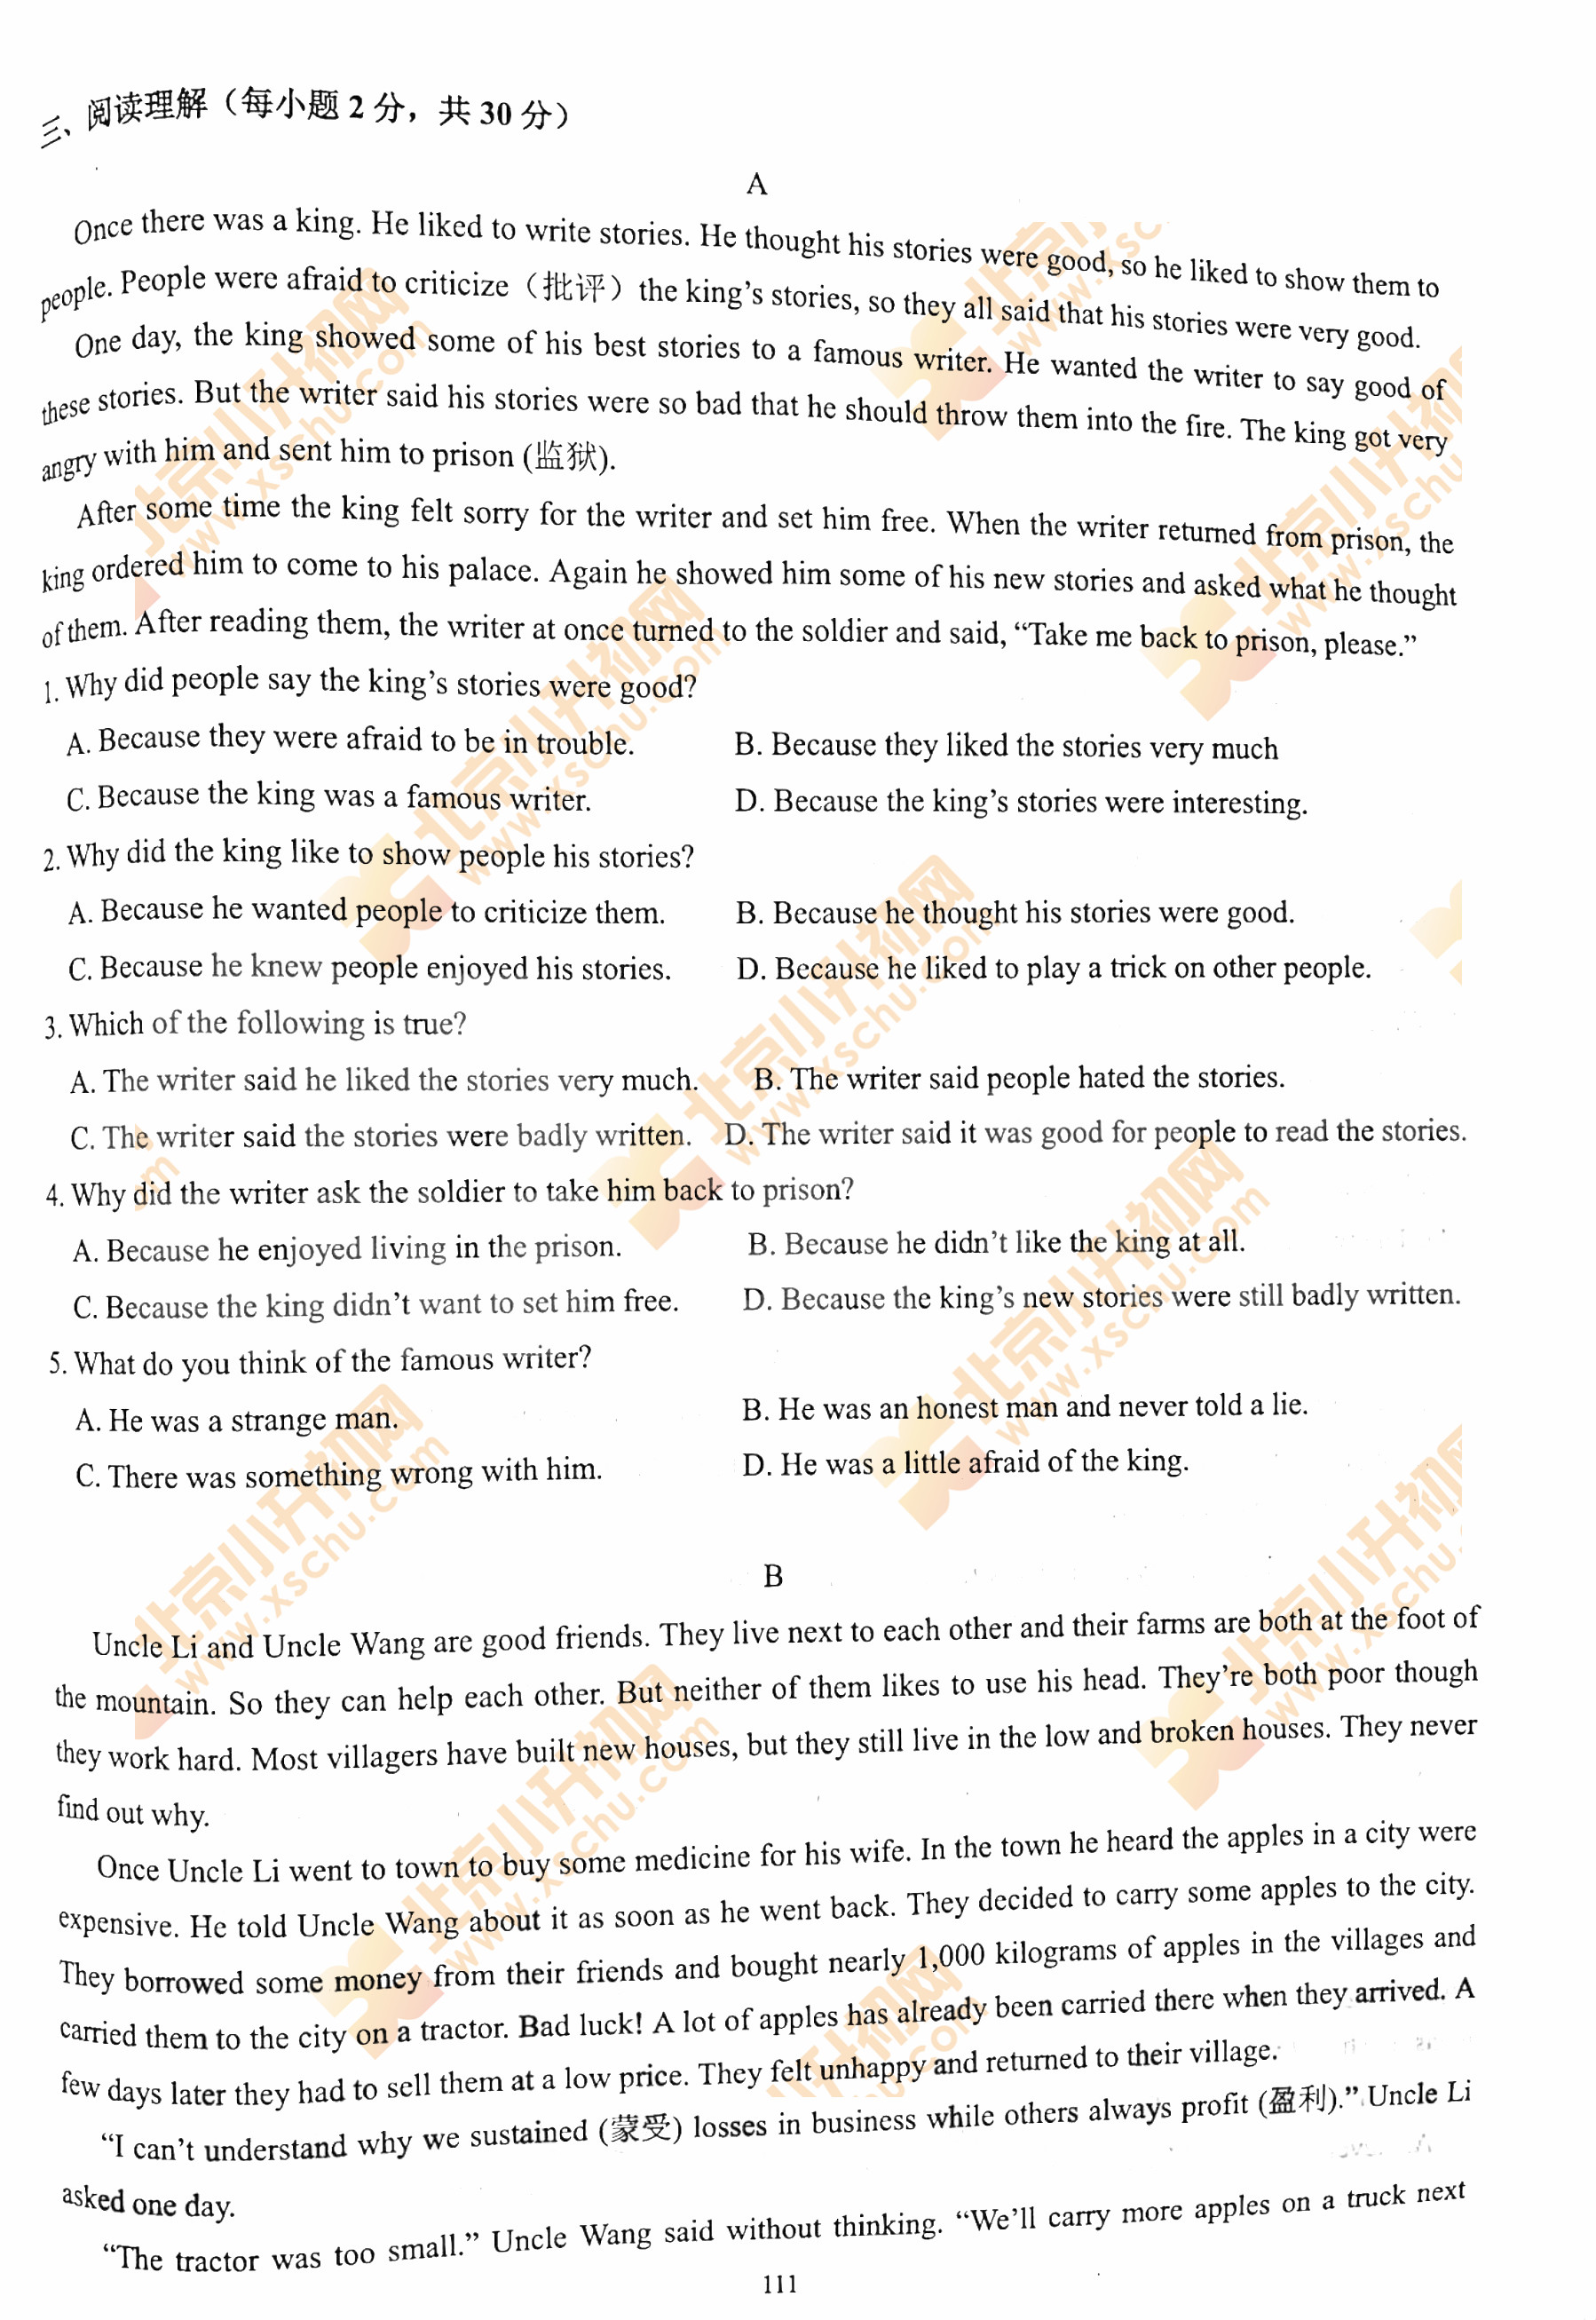 三、阅读理解（每小题 2 分，共 30 分）
A
Once there was a king. He liked to write stories. He thought his stories were good, so he liked to show them to
people. People were afraid to criticize（批评）the king's stories, so they all said that his stories were very good.
One day, the king showed some of his best stories to a famous writer. He wanted the writer to say good of
these stories. But the writer said his stories were so bad that he should throw them into the fire. The king got very
angry with him and sent him to prison (监狱).
After some time the king felt sorry for the writer and set him free. When the writer returned from prison, the
king ordered him to come to his palace. Again he showed him some of his new stories and asked what he thought
of them. After reading them, the writer at once turned to the soldier and said, “Take me back to prison, please.”
1. Why did people say the king's stories were good?
A. Because they were afraid to be in trouble. B. Because they liked the stories very much
C. Because the king was a famous writer. D. Because the king's stories were interesting.
2. Why did the king like to show people his stories?
A. Because he wanted people to criticize them. B. Because he thought his stories were good.
C. Because he knew people enjoyed his stories. D. Because he liked to play a trick on other people.
3. Which of the following is true?
A. The writer said he liked the stories very much. B. The writer said people hated the stories.
C. The writer said the stories were badly written. D. The writer said it was good for people to read the stories.
4. Why did the writer ask the soldier to take him back to prison?
A. Because he enjoyed living in the prison. B. Because he didn't like the king at all.
C. Because the king didn't want to set him free. D. Because the king's new stories were still badly written.
5. What do you think of the famous writer?
A. He was a strange man. B. He was an honest man and never told a lie.
C. There was something wrong with him. D. He was a little afraid of the king.
B
Uncle Li and Uncle Wang are good friends. They live next to each other and their farms are both at the foot of
the mountain. So they can help each other. But neither of them likes to use his head. They're both poor though
they work hard. Most villagers have built new houses, but they still live in the low and broken houses. They never
find out why.
Once Uncle Li went to town to buy some medicine for his wife. In the town he heard the apples in a city were
expensive. He told Uncle Wang about it as soon as he went back. They decided to carry some apples to the city.
They borrowed some money from their friends and bought nearly 1,000 kilograms of apples in the villages and
carried them to the city on a tractor. Bad luck! A lot of apples has already been carried there when they arrived. A
few days later they had to sell them at a low price. They felt unhappy and returned to their village.
“I can't understand why we sustained (蒙受) losses in business while others always profit (盈利).” Uncle Li
asked one day.
“The tractor was too small.” Uncle Wang said without thinking. “We'll carry more apples on a truck next
111
北京小升初网
www.xschu.com